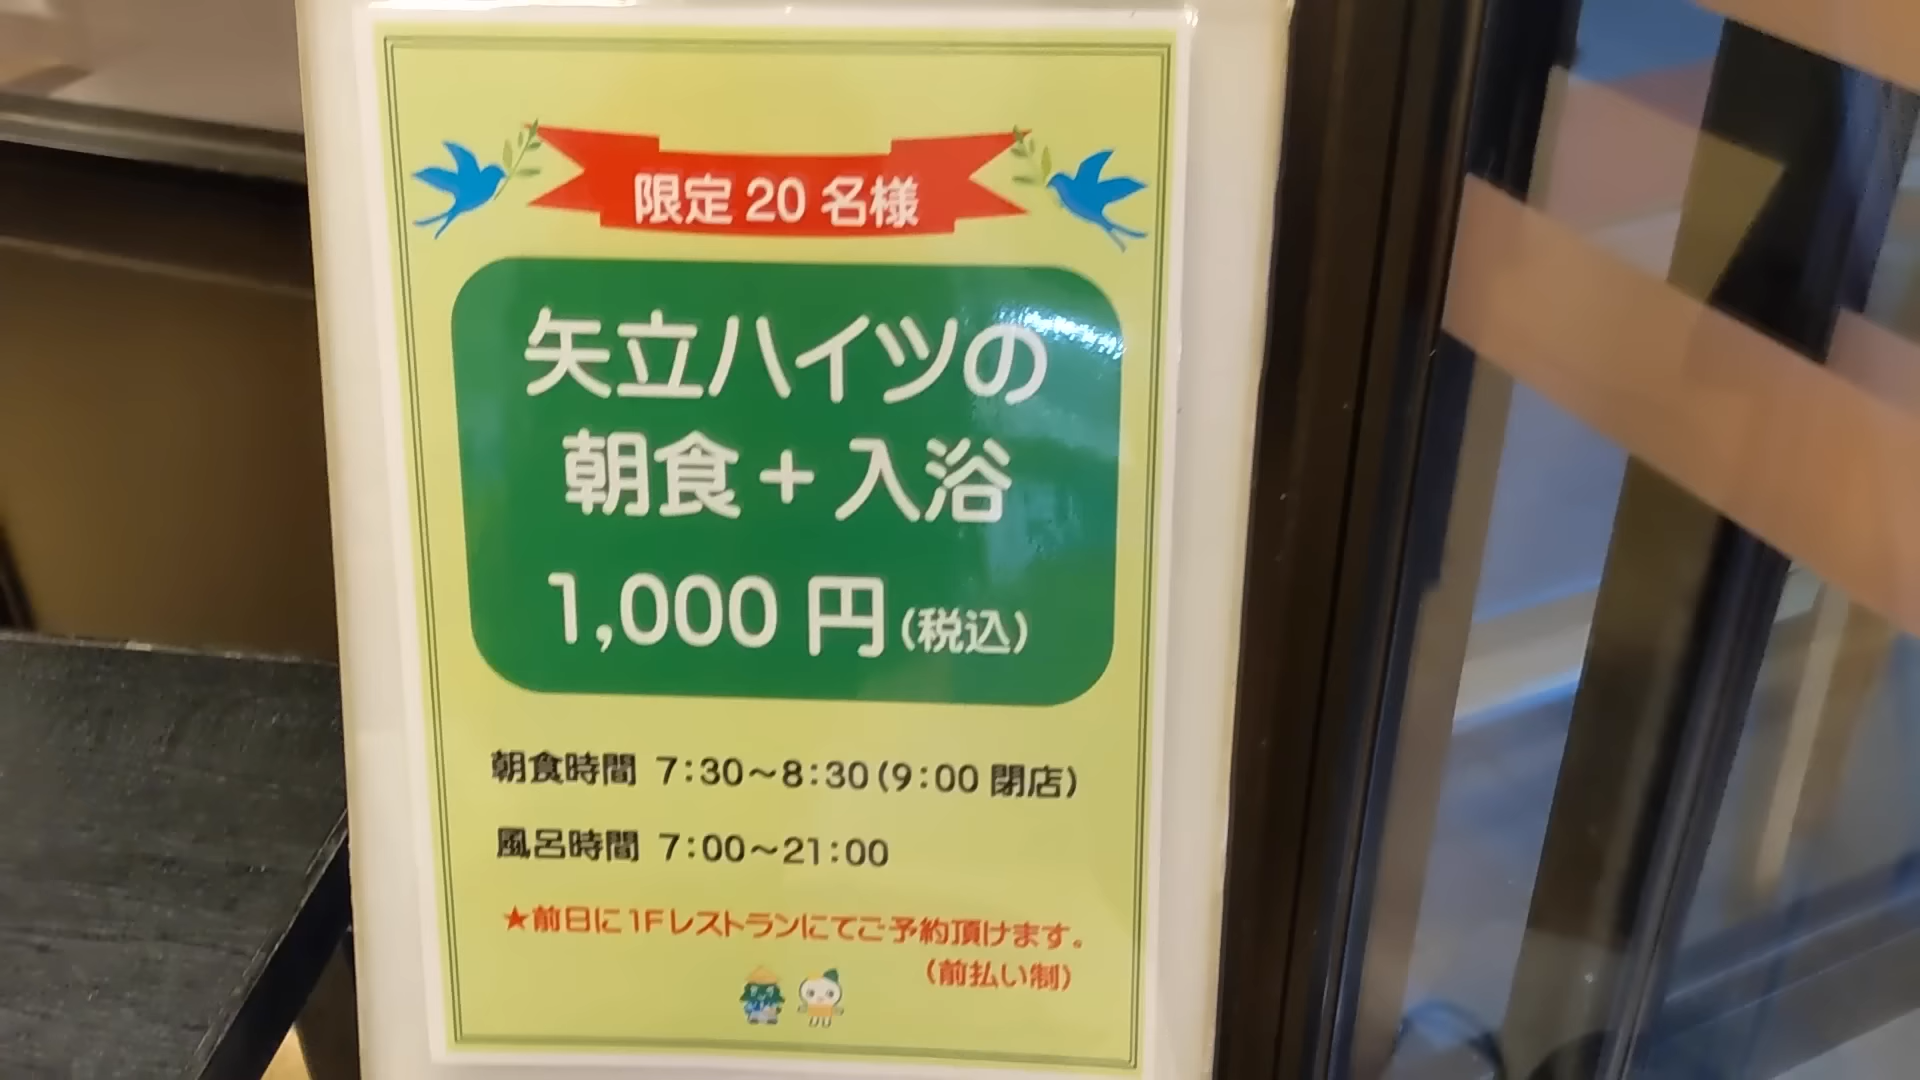 限定20名様
矢立ハイツの
朝食+入浴
1,000円(税込)
朝食時間 7:30～8:30(9:00閉店)
風呂時間 7:00～21:00
★前日に1Fレストランにてご予約頂けます。
(前払い制)